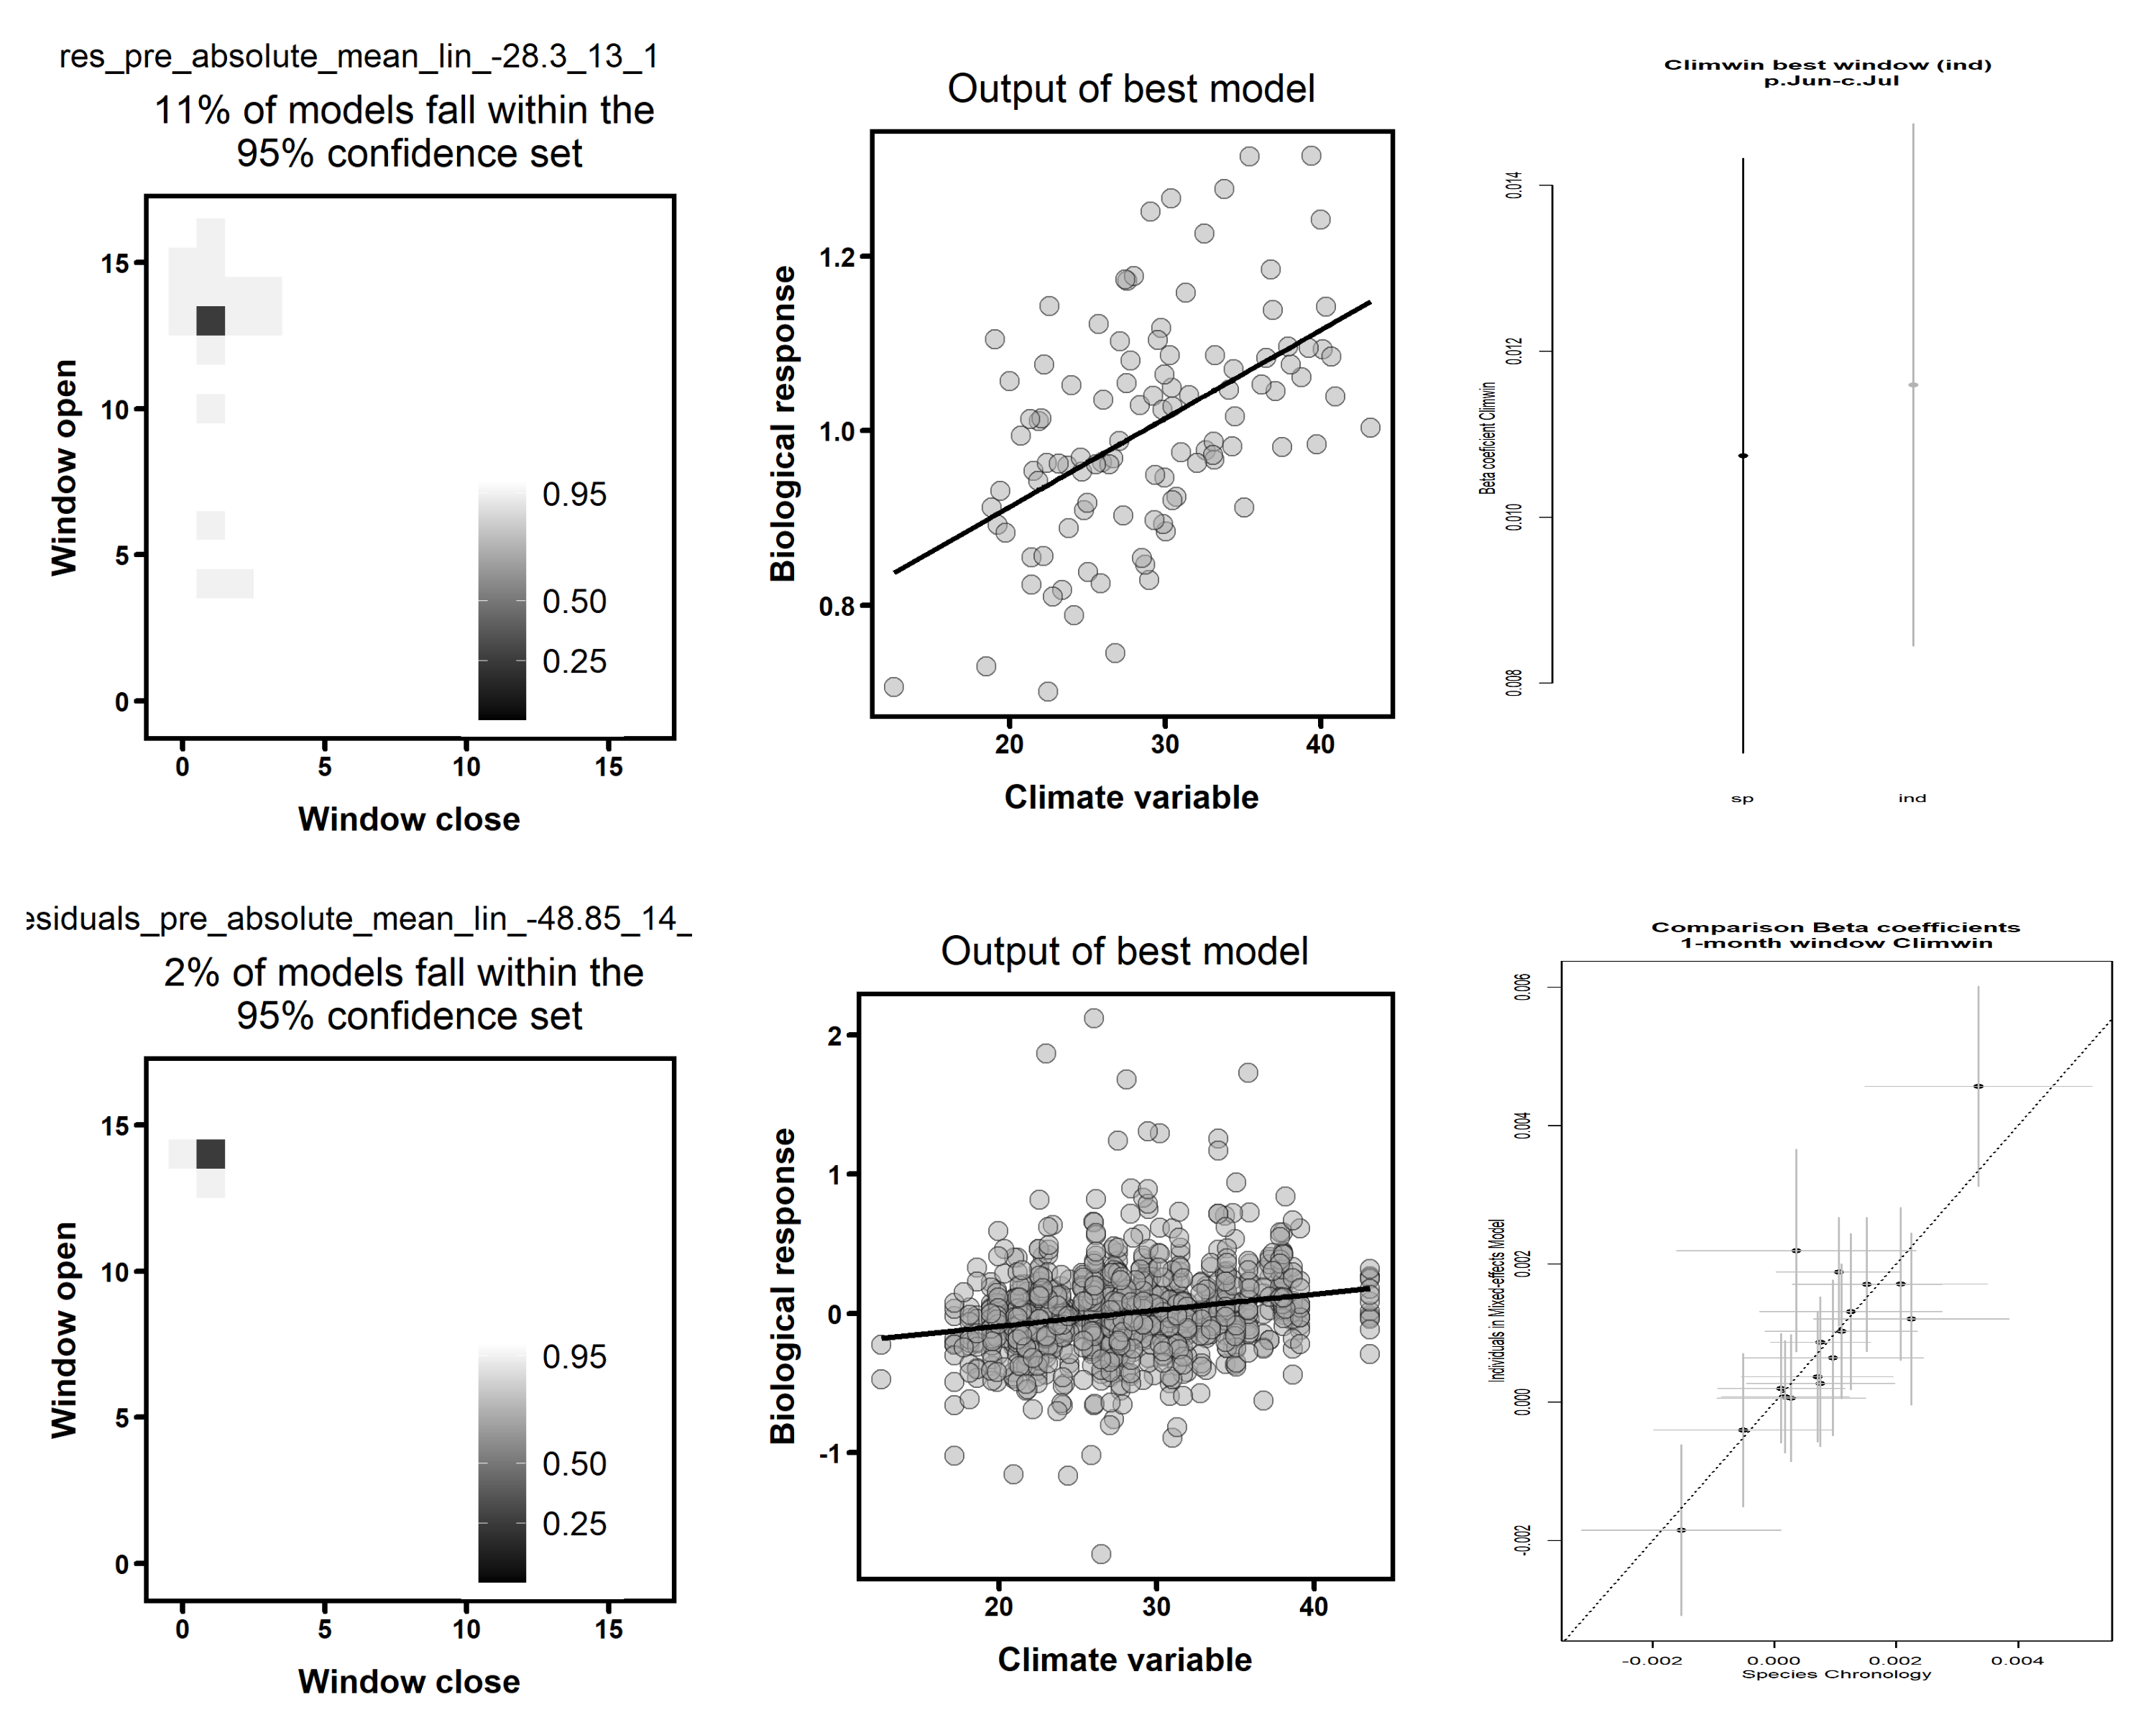 res_pre_absolute_mean_lin_-28.3_13_1
11% of models fall within the
95% confidence set
Window open
15
10
5
0
0.95
0.50
0.25
0
5
10
15
Window close
Output of best model
Biological response
1.2
1.0
0.8
20
30
40
Climate variable
Climwin best window (ind)
p.Jun-c.Jul
Beta coeficient Climwin
0.014
0.012
0.010
0.008
sp
ind
esiduals_pre_absolute_mean_lin_-48.85_14_
2% of models fall within the
95% confidence set
Window open
15
10
5
0
0.95
0.50
0.25
0
5
10
15
Window close
Output of best model
Biological response
2
1
0
-1
20
30
40
Climate variable
Comparison Beta coefficients
1-month window Climwin
Individuals in Mixed-effects Model
0.006
0.004
0.002
0.000
-0.002
-0.002
0.000
0.002
0.004
Species Chronology